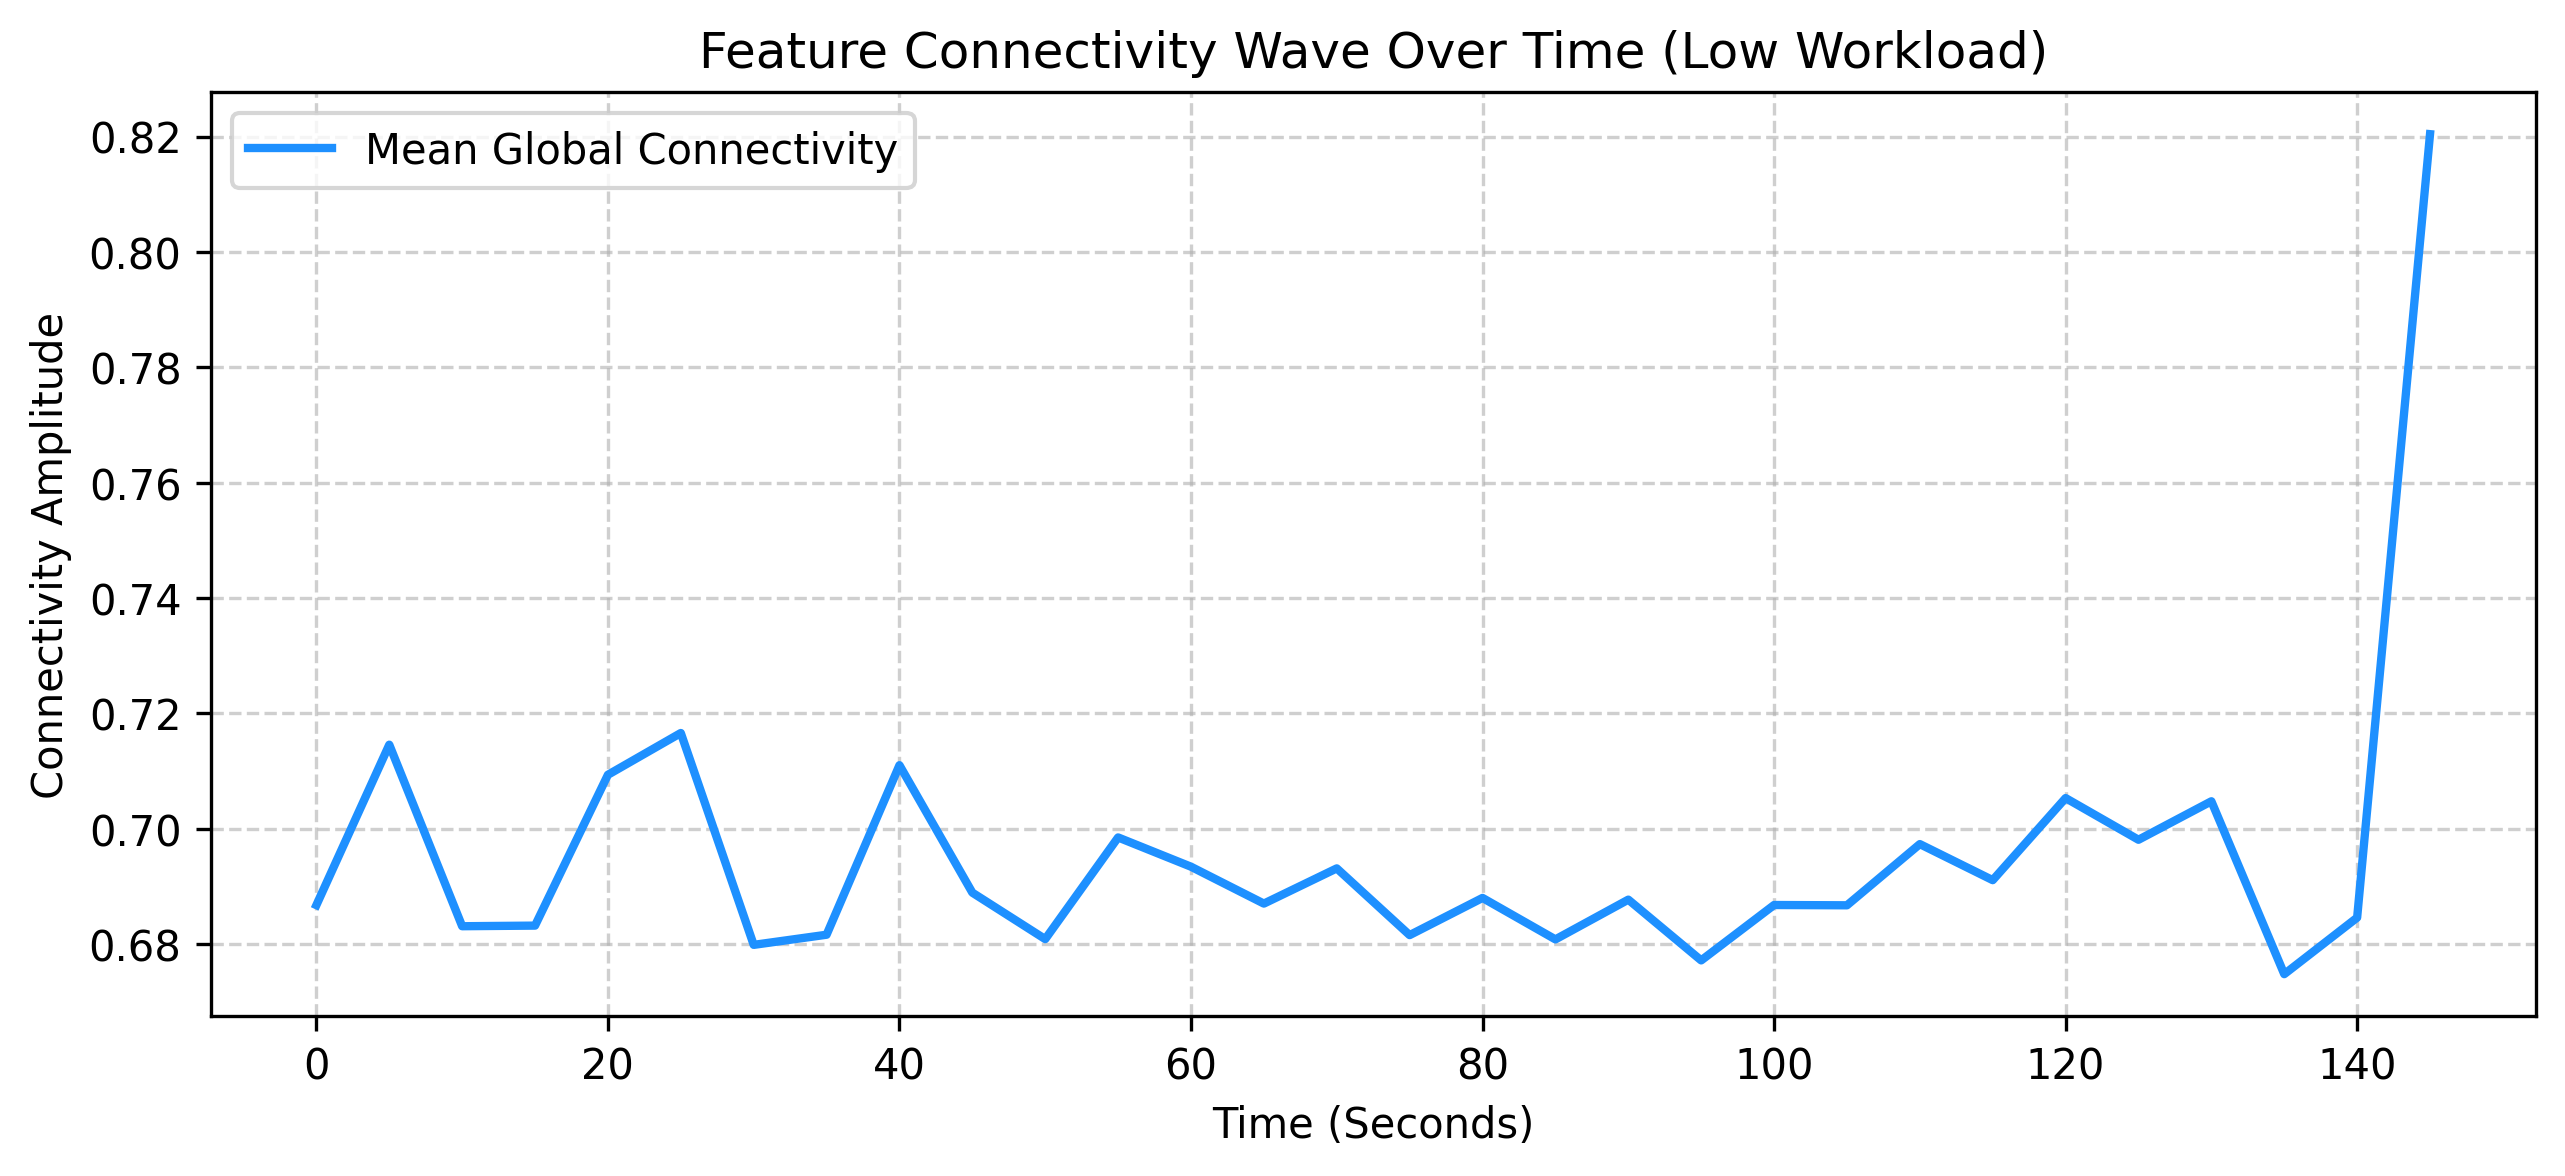 Feature Connectivity Wave Over Time (Low Workload)
Mean Global Connectivity
Connectivity Amplitude
0.82
0.80
0.78
0.76
0.74
0.72
0.70
0.68
0 20 40 60 80 100 120 140
Time (Seconds)